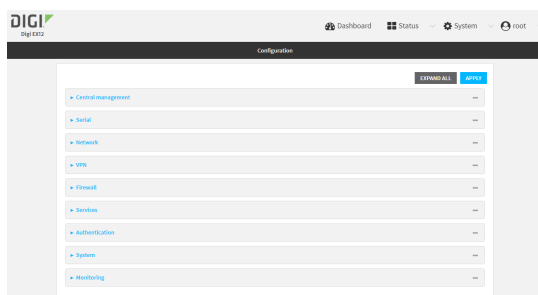 DIGI
Digi EX12
Dashboard
Status
System
root
Configuration
EXPAND ALL
APPLY
Central management
Serial
Network
VPN
Firewall
Services
Authentication
System
Monitoring